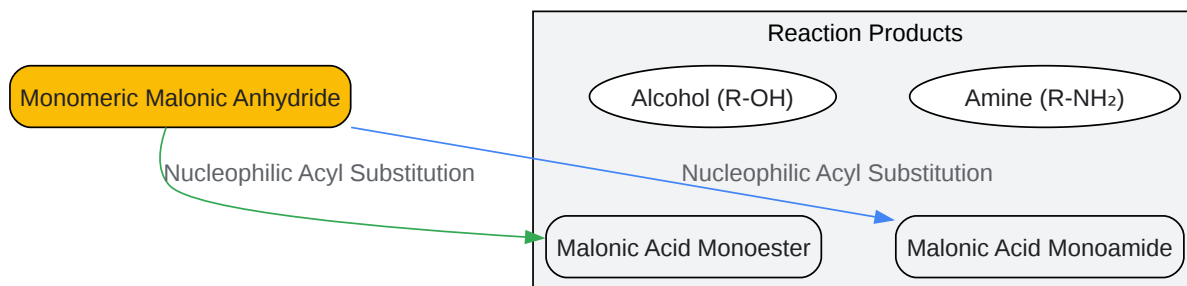 Reaction Products
Monomeric Malonic Anhydride
Alcohol (R-OH)
Amine (R-NH₂)
Nucleophilic Acyl Substitution
Nucleophilic Acyl Substitution
Malonic Acid Monoester
Malonic Acid Monoamide